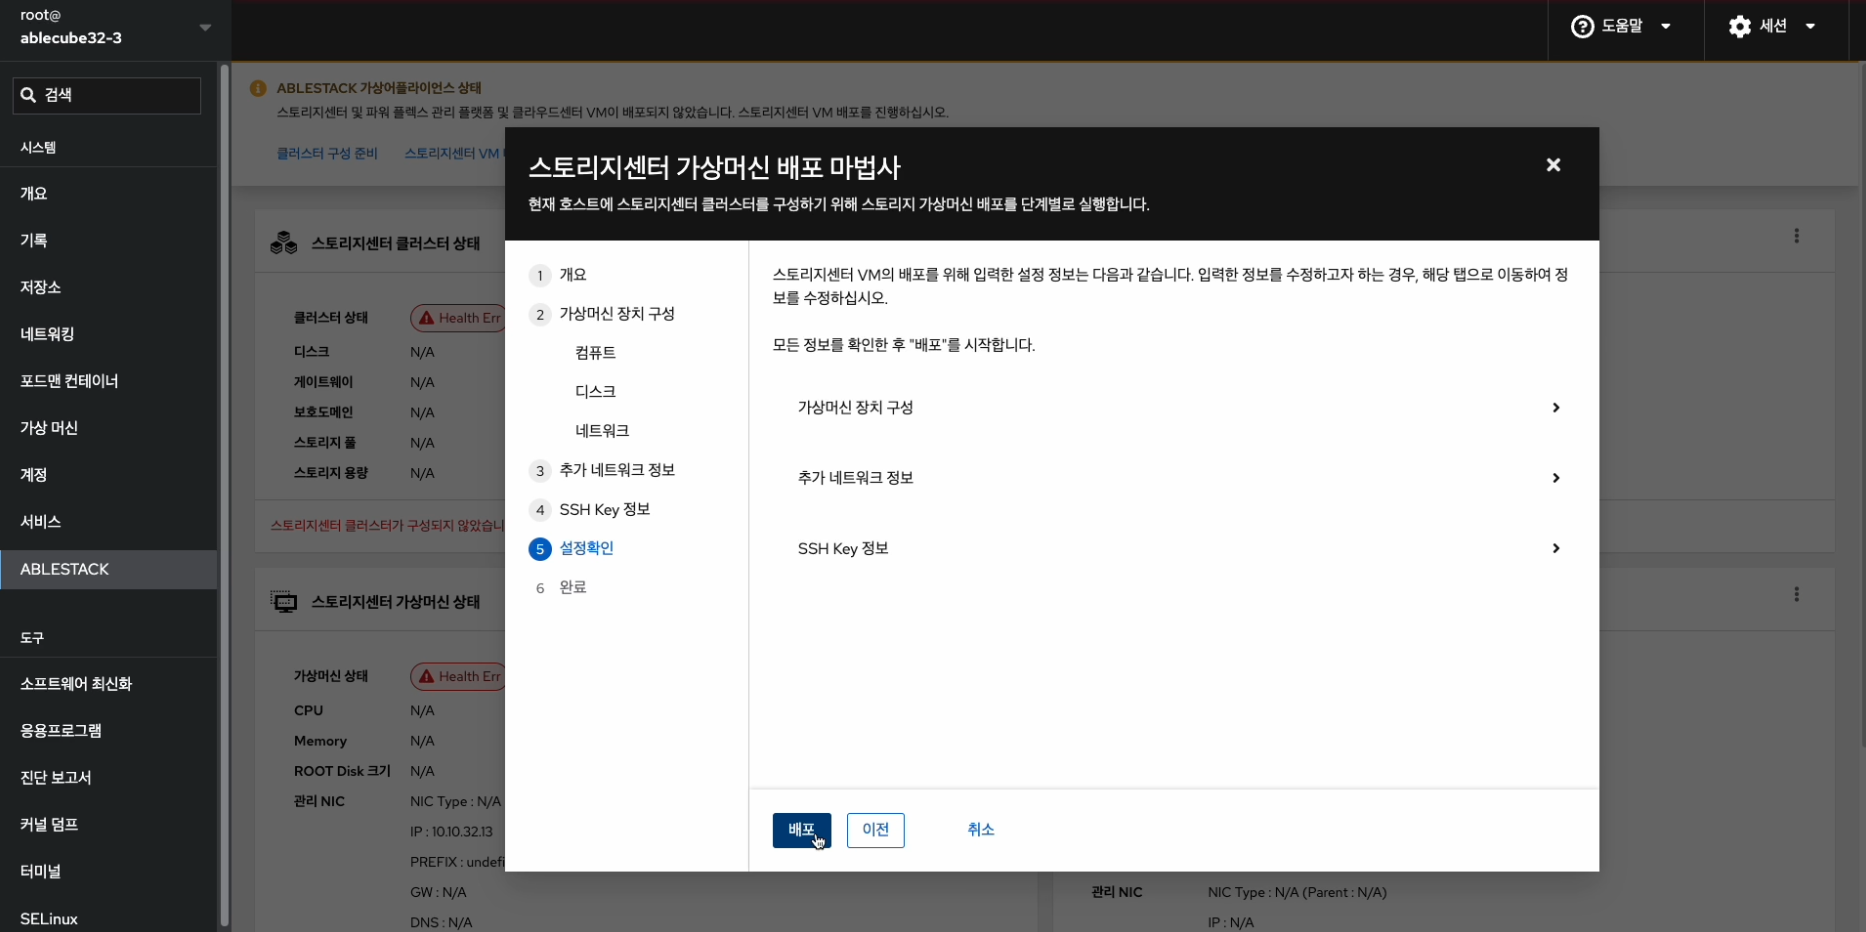 root@
ablecube32-3
도움말
세션
검색
시스템
개요
기록
저장소
네트워킹
포드맨 컨테이너
가상 머신
계정
서비스
ABLESTACK
도구
소프트웨어 최신화
응용프로그램
진단 보고서
커널 덤프
터미널
SELinux
ABLESTACK 가상어플라이언스 상태
스토리지센터 및 파워 플렉스 관리 플랫폼 및 클라우드센터 VM이 배포되지 않았습니다. 스토리지센터 VM 배포를 진행하십시오.
클러스터 구성 준비
스토리지센터 VM
스토리지센터 클러스터 상태
클러스터 상태 Health Err
디스크 N/A
게이트웨이 N/A
보호도메인 N/A
스토리지 풀 N/A
스토리지 용량 N/A
스토리지센터 클러스터가 구성되지 않았습니
스토리지센터 가상머신 상태
가상머신 상태 Health Err
CPU N/A
Memory N/A
ROOT Disk 크기 N/A
관리 NIC NIC Type : N/A
IP : 10.10.32.13
PREFIX : undefi
GW : N/A
DNS : N/A
스토리지센터 가상머신 배포 마법사
현재 호스트에 스토리지센터 클러스터를 구성하기 위해 스토리지 가상머신 배포를 단계별로 실행합니다.
1 개요
2 가상머신 장치 구성
컴퓨트
디스크
네트워크
3 추가 네트워크 정보
4 SSH Key 정보
5 설정확인
6 완료
스토리지센터 VM의 배포를 위해 입력한 설정 정보는 다음과 같습니다. 입력한 정보를 수정하고자 하는 경우, 해당 탭으로 이동하여 정
보를 수정하십시오.
모든 정보를 확인한 후 "배포"를 시작합니다.
가상머신 장치 구성
추가 네트워크 정보
SSH Key 정보
배포
이전
취소
관리 NIC NIC Type : N/A (Parent : N/A)
IP : N/A